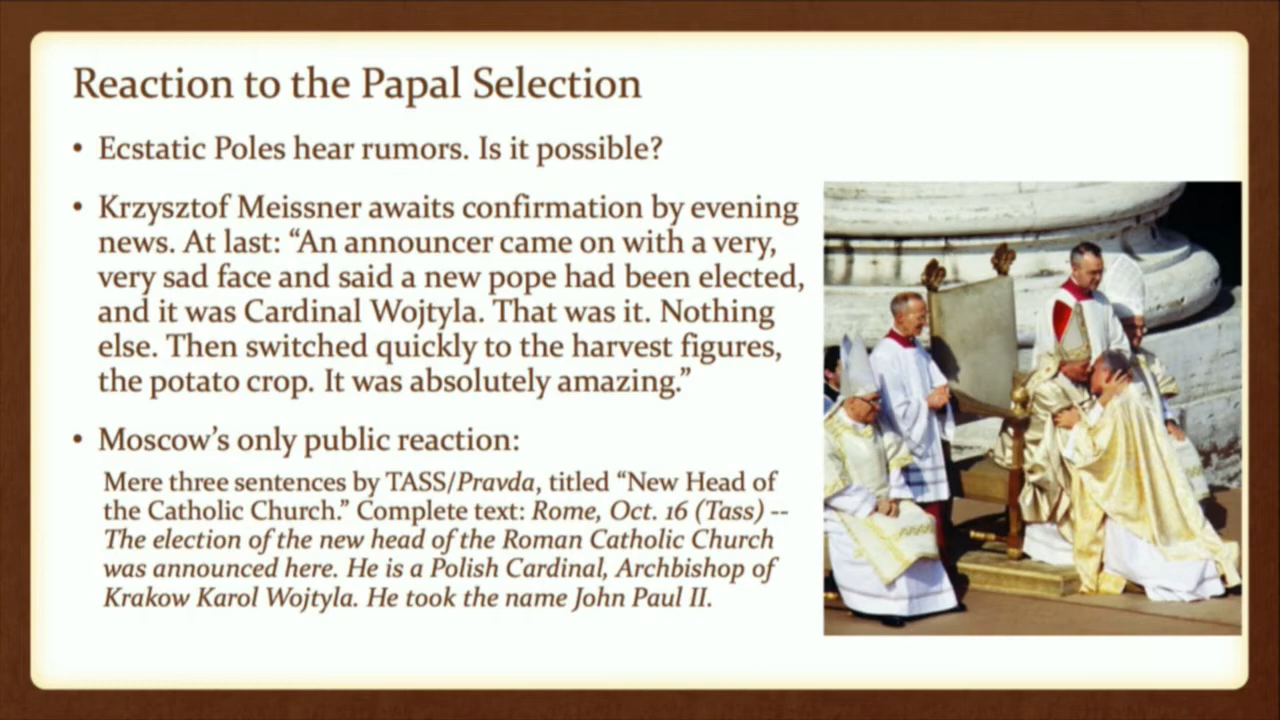 Reaction to the Papal Selection
• Ecstatic Poles hear rumors. Is it possible?
• Krzysztof Meissner awaits confirmation by evening
news. At last: “An announcer came on with a very,
very sad face and said a new pope had been elected,
and it was Cardinal Wojtyla. That was it. Nothing
else. Then switched quickly to the harvest figures,
the potato crop. It was absolutely amazing.”
• Moscow’s only public reaction:
Mere three sentences by TASS/Pravda, titled “New Head of
the Catholic Church.” Complete text: Rome, Oct. 16 (Tass) --
The election of the new head of the Roman Catholic Church
was announced here. He is a Polish Cardinal, Archbishop of
Krakow Karol Wojtyla. He took the name John Paul II.